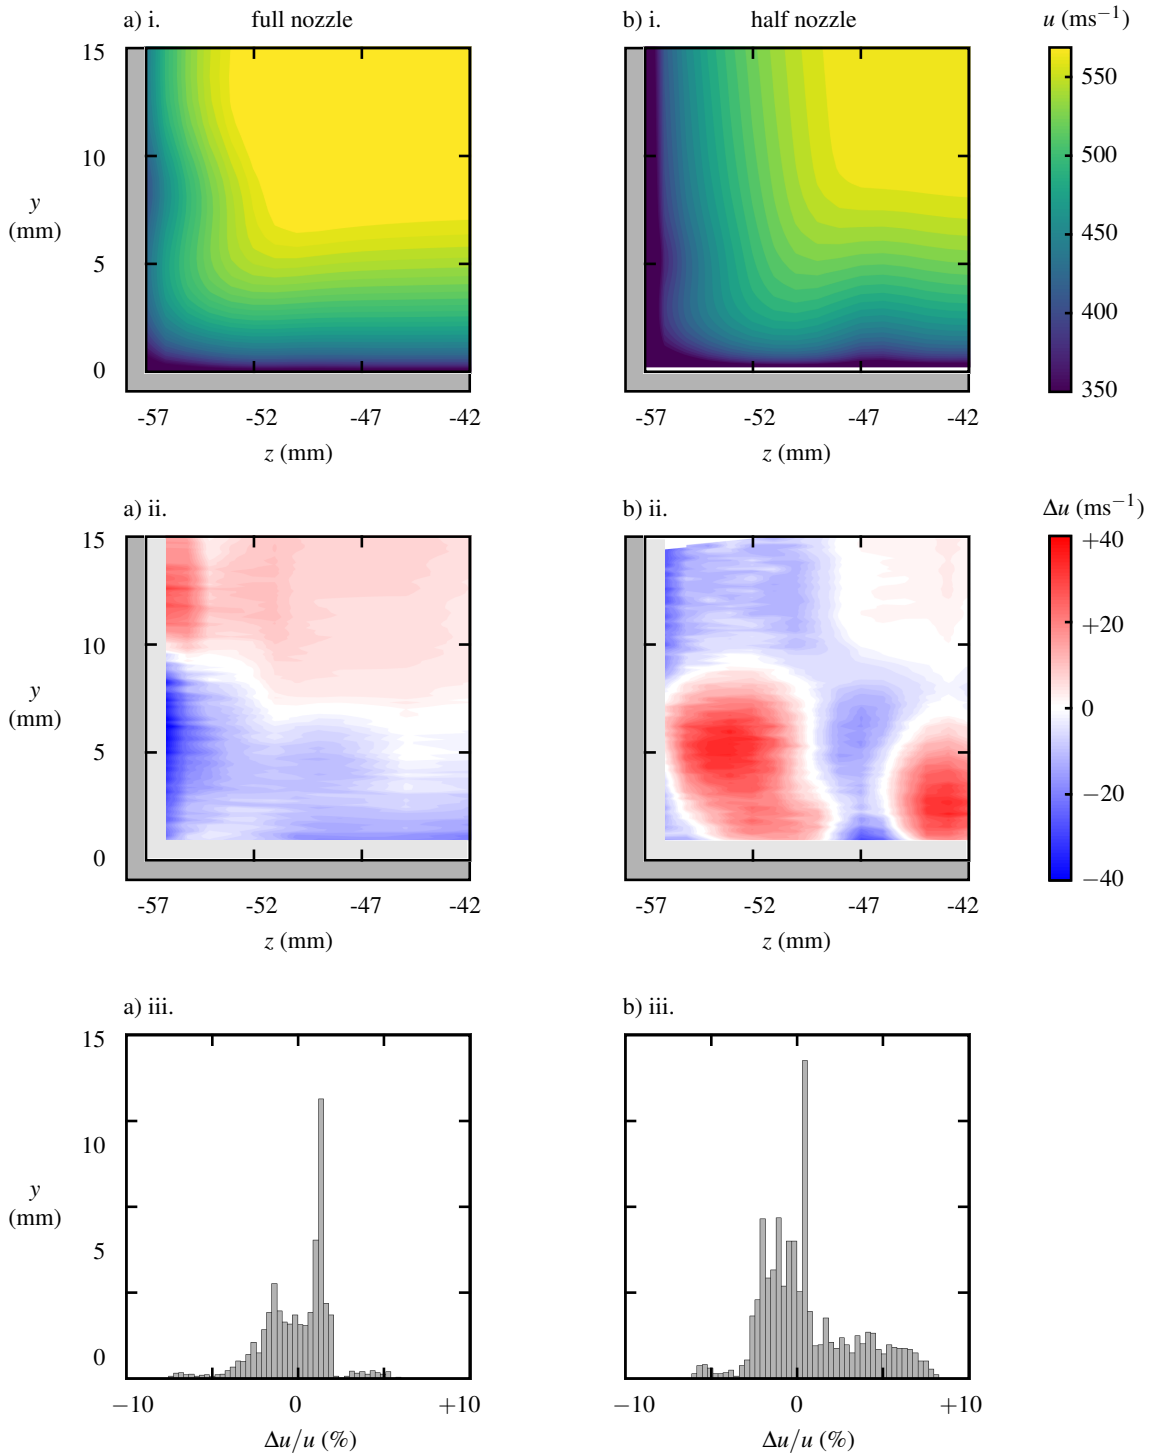 a) i. full nozzle b) i. half nozzle u (ms⁻¹)
15
10
5
0
y
(mm)
-57 -52 -47 -42
z (mm)
-57 -52 -47 -42
z (mm)
550
500
450
400
350
a) ii. b) ii. Δu (ms⁻¹)
15
10
5
0
y
(mm)
-57 -52 -47 -42
z (mm)
-57 -52 -47 -42
z (mm)
+40
+20
0
−20
−40
a) iii. b) iii.
15
10
5
0
y
(mm)
−10 0 +10
Δu/u (%)
−10 0 +10
Δu/u (%)